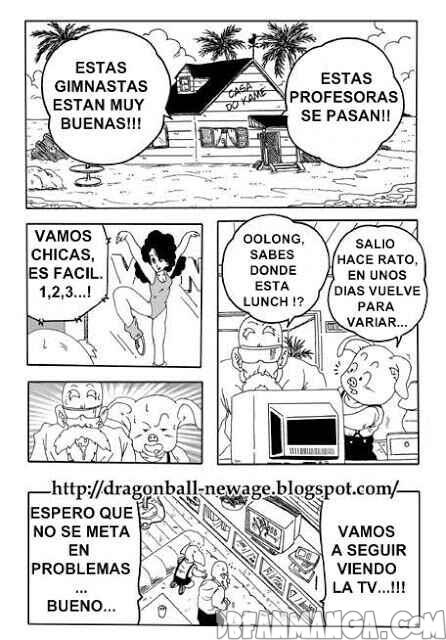 ESTAS
GIMNASTAS
ESTAN MUY
BUENAS!!!
ESTAS
PROFESORAS
SE PASAN!!
CASA
DO KAME
VAMOS
CHICAS,
ES FACIL.
1,2,3...!
OOLONG,
SABES
DONDE
ESTA
LUNCH !?
SALIO
HACE RATO,
EN UNOS
DIAS VUELVE
PARA
VARIAR...
http://dragonball-newage.blogspot.com/
ESPERO QUE
NO SE META
EN
PROBLEMAS
...
BUENO...
VAMOS
A SEGUIR
VIENDO
LA TV...!!!
DBFANMANGA.COM